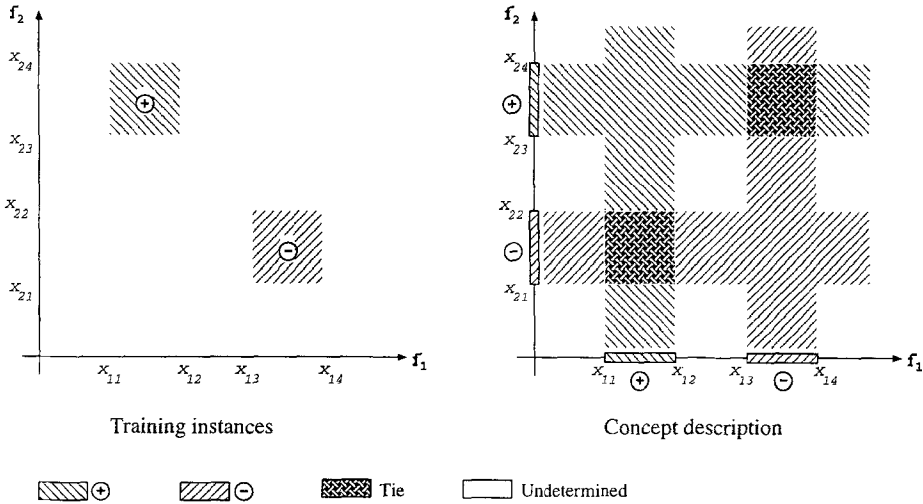 f2
x24
+
x23
x22
−
x21
x11 x12 x13 x14
f1
Training instances
f2
x24
+
x23
x22
−
x21
x11 x12 x13 x14
f1
+ −
Concept description
+ − Tie Undetermined